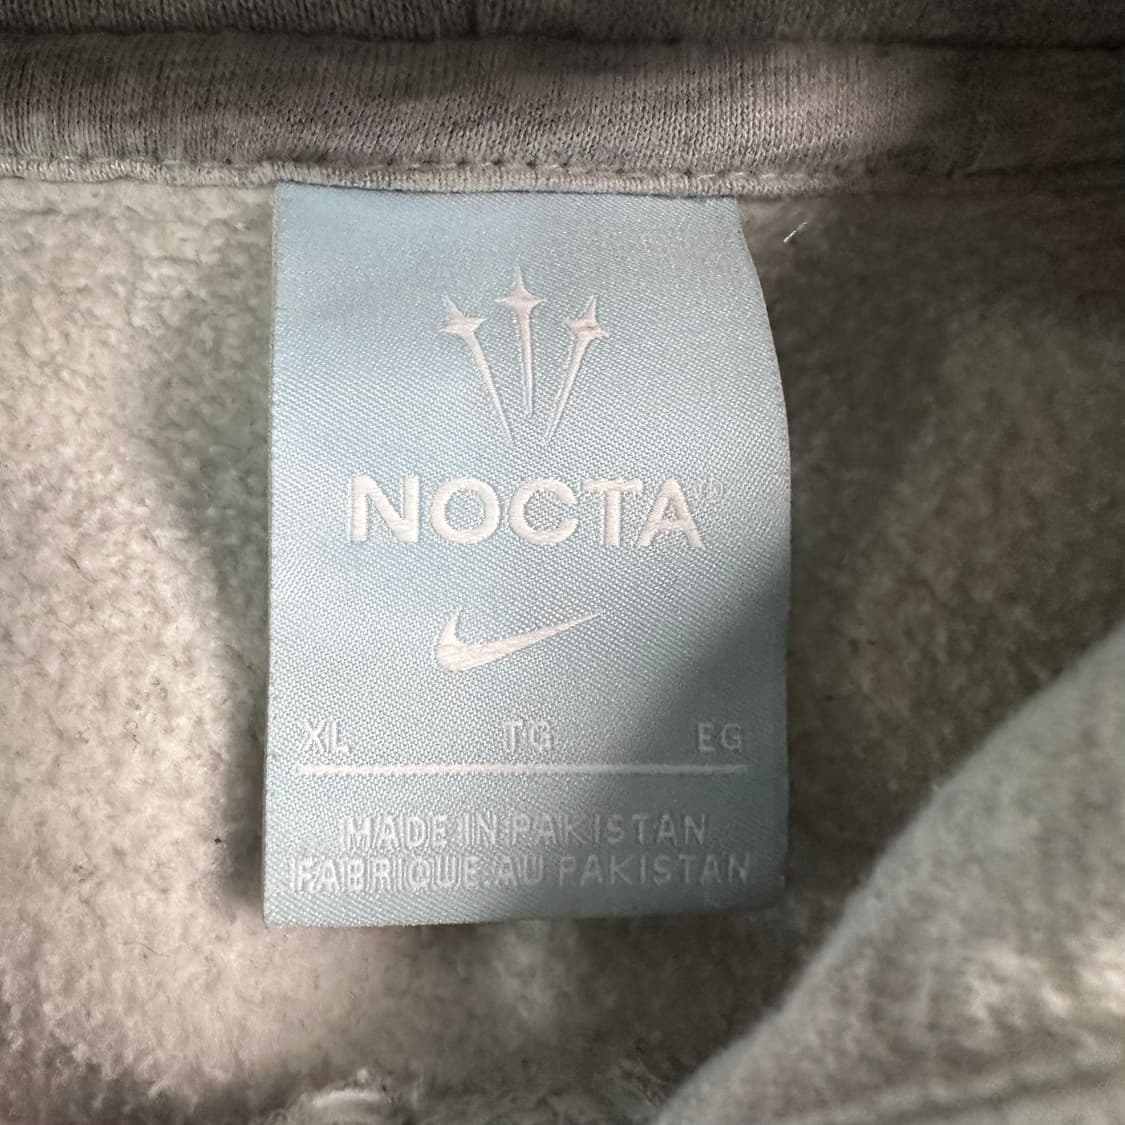 NOCTA®
XL TG EG
MADE IN PAKISTAN
FABRIQUE AU PAKISTAN